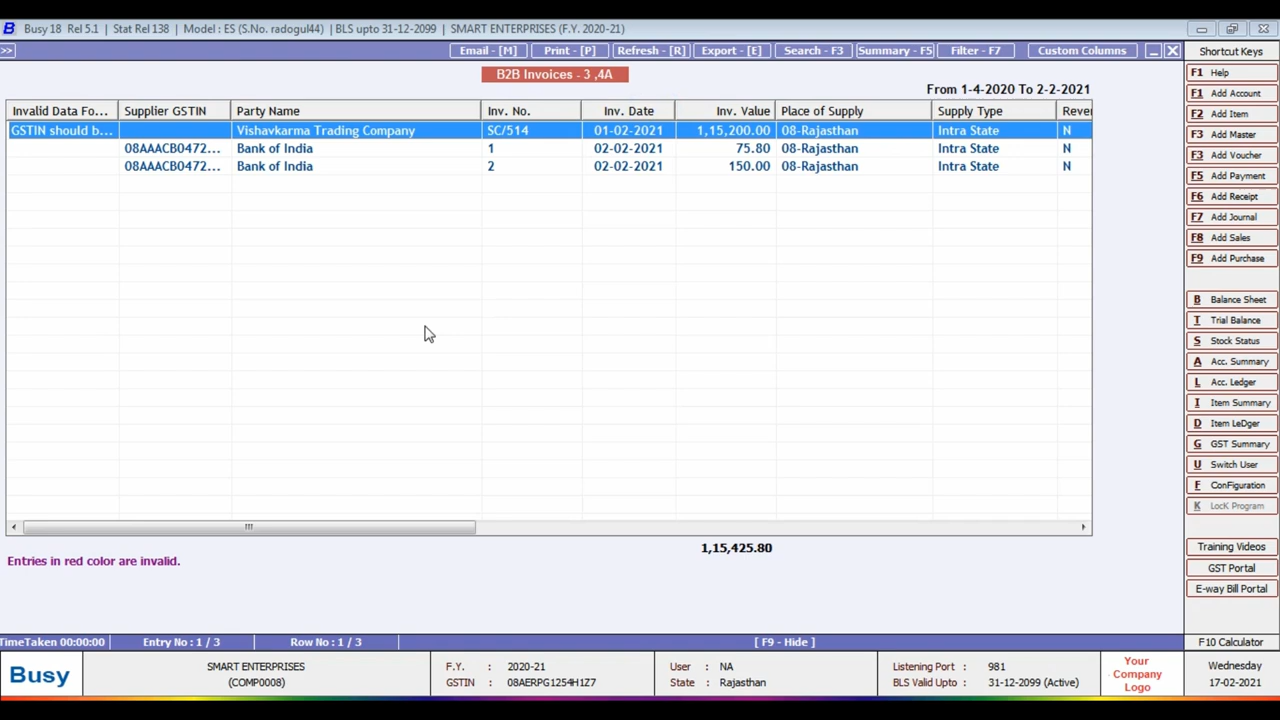 Busy 18 Rel 5.1 | Stat Rel 138 | Model : ES (S.No. radogul44) | BLS upto 31-12-2099 | SMART ENTERPRISES (F.Y. 2020-21)
>> Email - [M] Print - [P] Refresh - [R] Export - [E] Search - F3 Summary - F5 Filter - F7 Custom Columns
B2B Invoices - 3 ,4A
From 1-4-2020 To 2-2-2021
Invalid Data Fo... Supplier GSTIN Party Name Inv. No. Inv. Date Inv. Value Place of Supply Supply Type Rever
GSTIN should b... Vishavkarma Trading Company SC/514 01-02-2021 1,15,200.00 08-Rajasthan Intra State N
08AAACB0472... Bank of India 1 02-02-2021 75.80 08-Rajasthan Intra State N
08AAACB0472... Bank of India 2 02-02-2021 150.00 08-Rajasthan Intra State N
1,15,425.80
Entries in red color are invalid.
TimeTaken 00:00:00 Entry No : 1 / 3 Row No : 1 / 3 [ F9 - Hide ]
Shortcut Keys
F1 Help
F1 Add Account
F2 Add Item
F3 Add Master
F3 Add Voucher
F5 Add Payment
F6 Add Receipt
F7 Add Journal
F8 Add Sales
F9 Add Purchase
B Balance Sheet
T Trial Balance
S Stock Status
A Acc. Summary
L Acc. Ledger
I Item Summary
D Item LeDger
G GST Summary
U Switch User
F ConFiguration
K LocK Program
Training Videos
GST Portal
E-way Bill Portal
F10 Calculator
Busy
SMART ENTERPRISES
(COMP0008)
F.Y. : 2020-21
GSTIN : 08AERPG1254H1Z7
User : NA
State : Rajasthan
Listening Port : 981
BLS Valid Upto : 31-12-2099 (Active)
Your
Company
Logo
Wednesday
17-02-2021